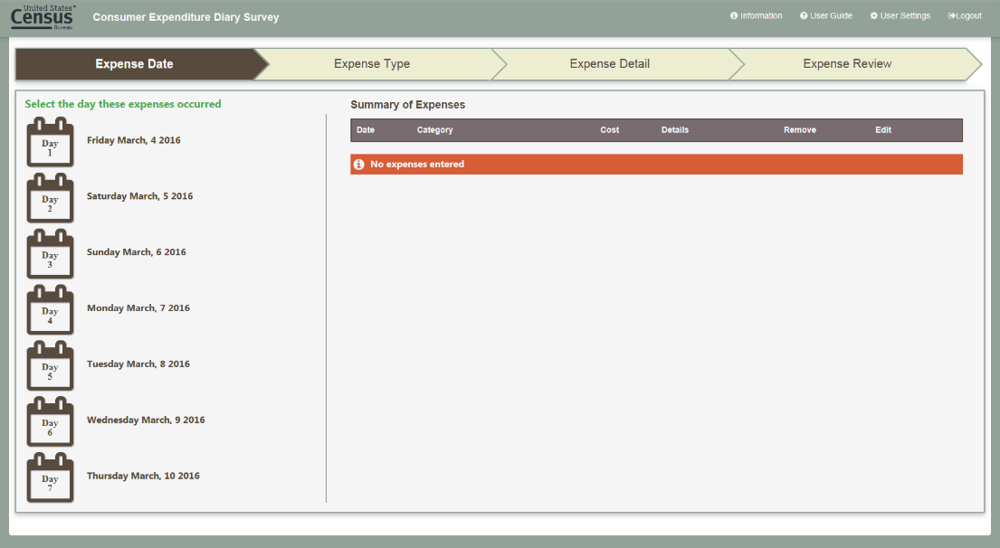 United States™
Census
Bureau
Consumer Expenditure Diary Survey
Information
User Guide
User Settings
Logout
Expense Date
Expense Type
Expense Detail
Expense Review
Select the day these expenses occurred
Day
1
Friday March, 4 2016
Day
2
Saturday March, 5 2016
Day
3
Sunday March, 6 2016
Day
4
Monday March, 7 2016
Day
5
Tuesday March, 8 2016
Day
6
Wednesday March, 9 2016
Day
7
Thursday March, 10 2016
Summary of Expenses
Date Category Cost Details Remove Edit
No expenses entered